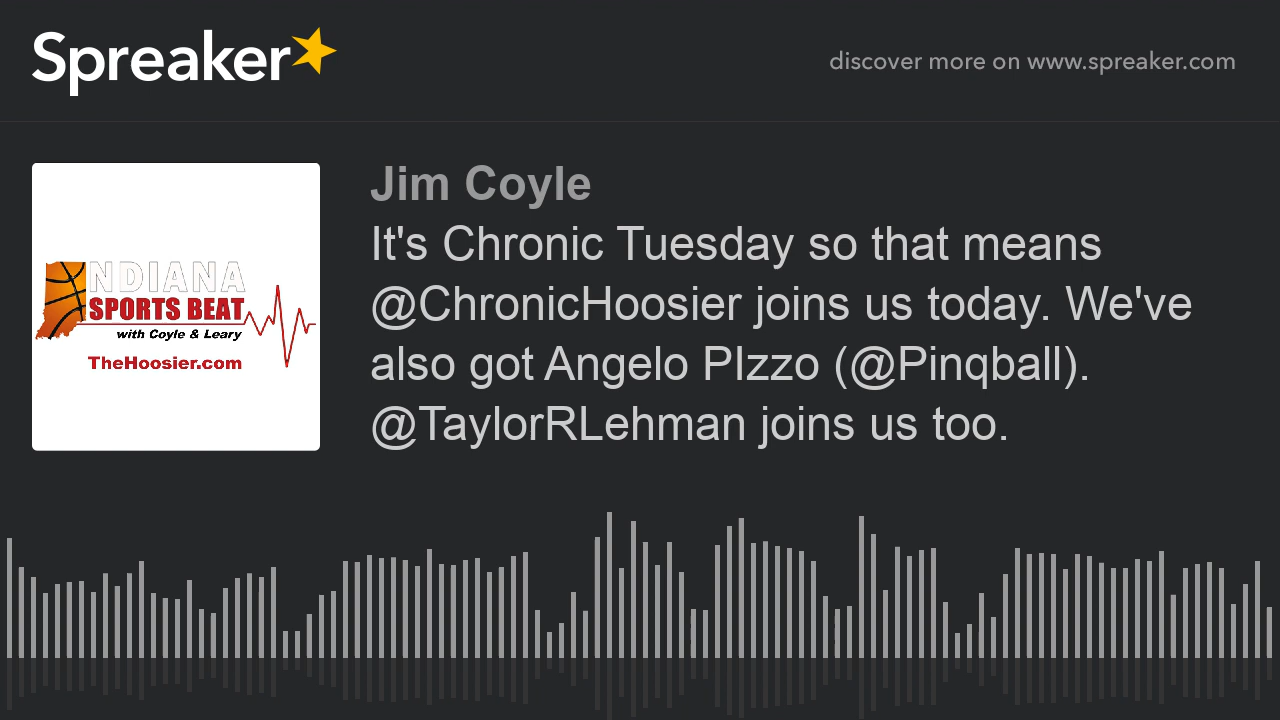 Spreaker
discover more on www.spreaker.com
Jim Coyle
It's Chronic Tuesday so that means
@ChronicHoosier joins us today. We've
also got Angelo PIzzo (@Pinqball).
@TaylorRLehman joins us too.
NDIANA
SPORTS BEAT
with Coyle & Leary
TheHoosier.com